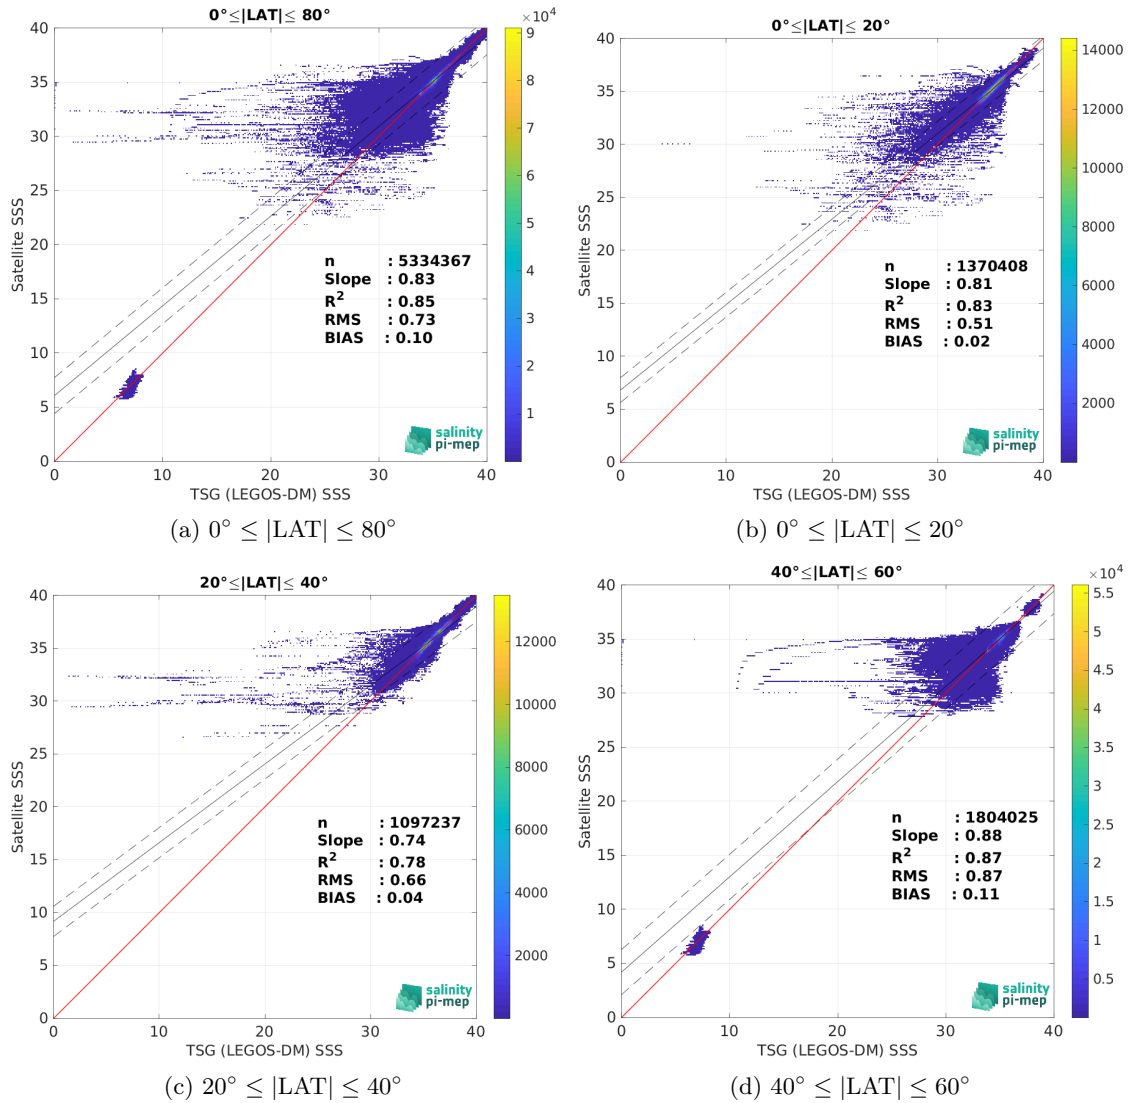 0°≤|LAT|≤ 80°
×10⁴
Satellite SSS
40
35
30
25
20
15
10
5
0
0
10
20
30
40
TSG (LEGOS-DM) SSS
n : 5334367
Slope : 0.83
R² : 0.85
RMS : 0.73
BIAS : 0.10
salinity
pi-mep
9
8
7
6
5
4
3
2
1
(a) 0° ≤ |LAT| ≤ 80°
0°≤|LAT|≤ 20°
Satellite SSS
40
35
30
25
20
15
10
5
0
0
10
20
30
40
TSG (LEGOS-DM) SSS
n : 1370408
Slope : 0.81
R² : 0.83
RMS : 0.51
BIAS : 0.02
salinity
pi-mep
14000
12000
10000
8000
6000
4000
2000
(b) 0° ≤ |LAT| ≤ 20°
20°≤|LAT|≤ 40°
Satellite SSS
40
35
30
25
20
15
10
5
0
0
10
20
30
40
TSG (LEGOS-DM) SSS
n : 1097237
Slope : 0.74
R² : 0.78
RMS : 0.66
BIAS : 0.04
salinity
pi-mep
12000
10000
8000
6000
4000
2000
(c) 20° ≤ |LAT| ≤ 40°
40°≤|LAT|≤ 60°
×10⁴
Satellite SSS
40
35
30
25
20
15
10
5
0
0
10
20
30
40
TSG (LEGOS-DM) SSS
n : 1804025
Slope : 0.88
R² : 0.87
RMS : 0.87
BIAS : 0.11
salinity
pi-mep
5.5
5
4.5
4
3.5
3
2.5
2
1.5
1
0.5
(d) 40° ≤ |LAT| ≤ 60°